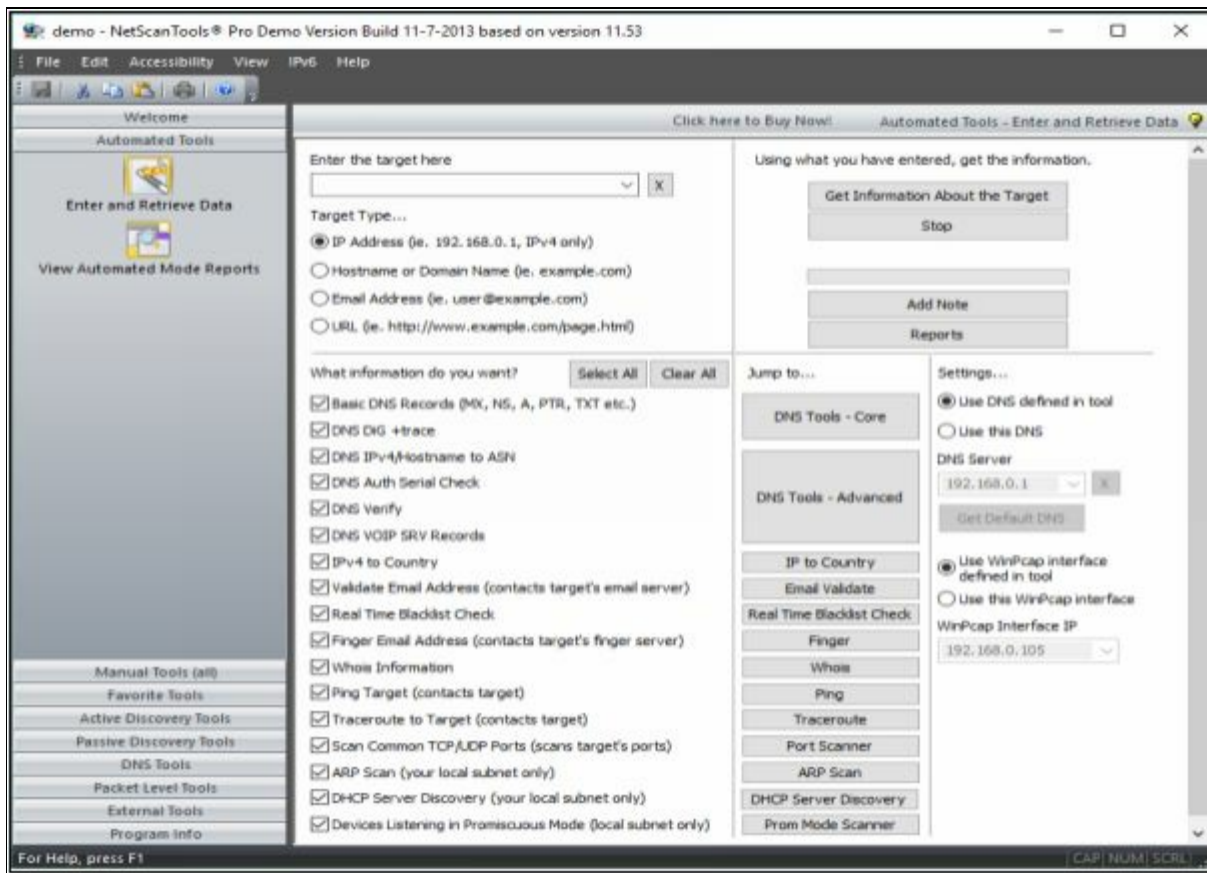 demo - NetScanTools® Pro Demo Version Build 11-7-2013 based on version 11.53
File Edit Accessibility View IPv6 Help
Welcome
Automated Tools
Enter and Retrieve Data
View Automated Mode Reports
Manual Tools (all)
Favorite Tools
Active Discovery Tools
Passive Discovery Tools
DNS Tools
Packet Level Tools
External Tools
Program Info
Click here to Buy Now! Automated Tools - Enter and Retrieve Data
Enter the target here
X
Target Type...
IP Address (ie. 192.168.0.1, IPv4 only)
Hostname or Domain Name (ie. example.com)
Email Address (ie. user@example.com)
URL (ie. http://www.example.com/page.html)
Using what you have entered, get the information.
Get Information About the Target
Stop
Add Note
Reports
What information do you want? Select All Clear All
Basic DNS Records (MX, NS, A, PTR, TXT etc.)
DNS DiG +trace
DNS IPv4/Hostname to ASN
DNS Auth Serial Check
DNS Verify
DNS VOIP SRV Records
IPv4 to Country
Validate Email Address (contacts target's email server)
Real Time Blacklist Check
Finger Email Address (contacts target's finger server)
Whois Information
Ping Target (contacts target)
Traceroute to Target (contacts target)
Scan Common TCP/UDP Ports (scans target's ports)
ARP Scan (your local subnet only)
DHCP Server Discovery (your local subnet only)
Devices Listening in Promiscuous Mode (local subnet only)
Jump to...
DNS Tools - Core
DNS Tools - Advanced
IP to Country
Email Validate
Real Time Blacklist Check
Finger
Whois
Ping
Traceroute
Port Scanner
ARP Scan
DHCP Server Discovery
Prom Mode Scanner
Settings...
Use DNS defined in tool
Use this DNS
DNS Server
192.168.0.1 X
Get Default DNS
Use WinPcap interface
defined in tool
Use this WinPcap interface
WinPcap Interface IP
192.168.0.105
For Help, press F1
CAP NUM SCRL